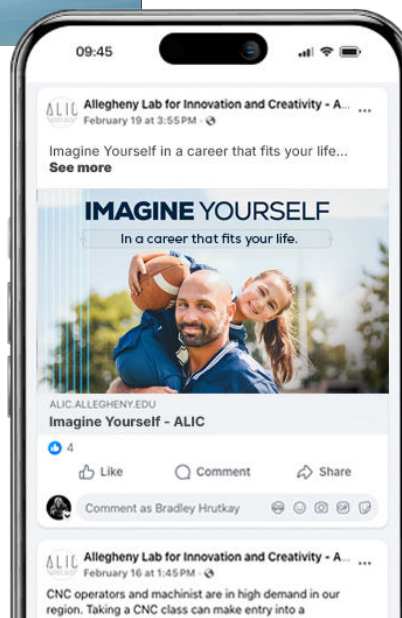 09:45
ALIC
Allegheny Lab for Innovation and Creativity - A...
February 19 at 3:55 PM
Imagine Yourself in a career that fits your life...
See more
IMAGINE YOURSELF
In a career that fits your life.
ALIC.ALLEGHENY.EDU
Imagine Yourself - ALIC
4
Like
Comment
Share
Comment as Bradley Hrutkay
GIF
ALIC
Allegheny Lab for Innovation and Creativity - A...
February 16 at 1:45 PM
CNC operators and machinist are in high demand in our
region. Taking a CNC class can make entry into a